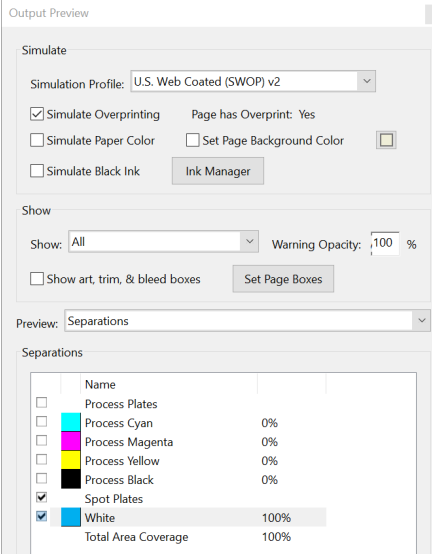 Output Preview
Simulate
Simulation Profile: U.S. Web Coated (SWOP) v2
Simulate Overprinting Page has Overprint: Yes
Simulate Paper Color Set Page Background Color
Simulate Black Ink Ink Manager
Show
Show: All Warning Opacity: 100 %
Show art, trim, & bleed boxes Set Page Boxes
Preview: Separations
Separations
Name
Process Plates
Process Cyan 0%
Process Magenta 0%
Process Yellow 0%
Process Black 0%
Spot Plates
White 100%
Total Area Coverage 100%